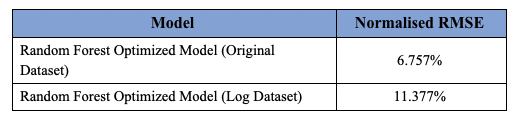 Model Normalised RMSE
Random Forest Optimized Model (Original
Dataset) 6.757%
Random Forest Optimized Model (Log Dataset) 11.377%